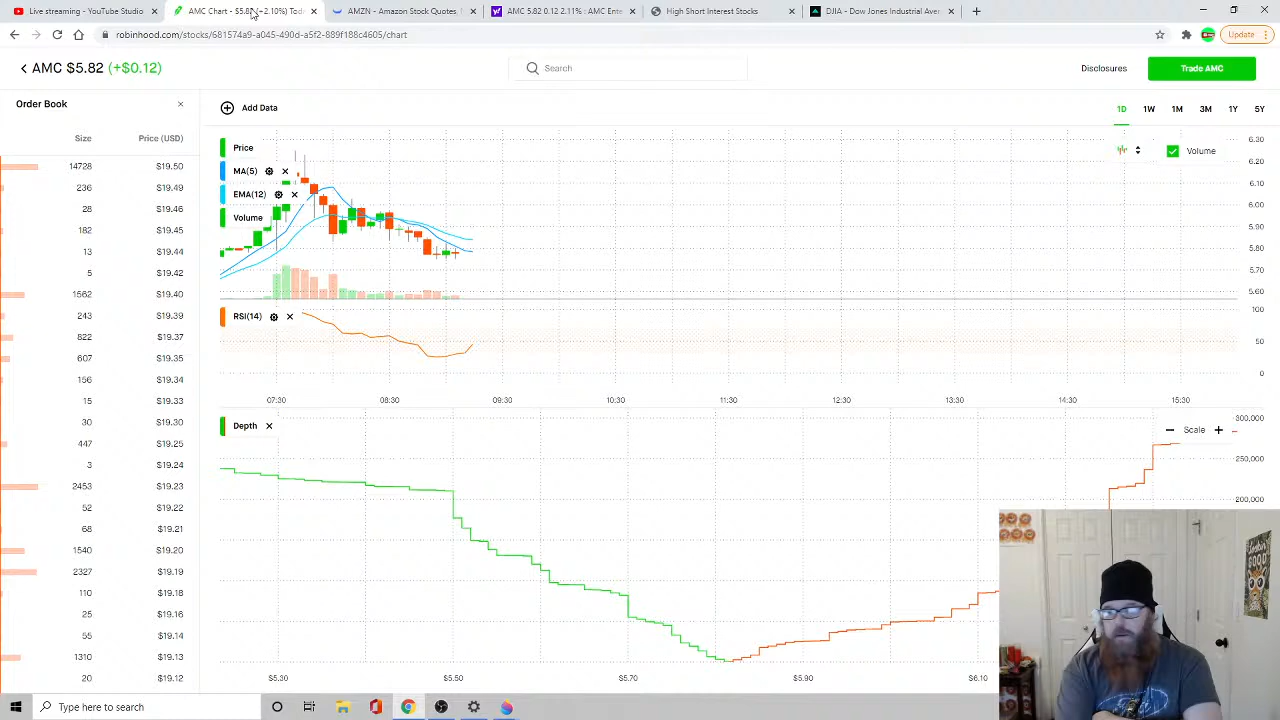 Live streaming - YouTube Studio
AMC Chart - $5.82 (+2.10%) Toda
AMZN - Amazon Stock Quotes
AMC 5.82 0.12 2.11% : AMC Ente
High Short Interest Stocks
DJIA - Dow Jones Industrial Aver
robinhood.com/stocks/681574a9-a045-490d-a5f2-889f188c4605/chart
Update
AMC $5.82 (+$0.12)
Search
Disclosures
Trade AMC
Order Book
Size Price (USD)
14728 $19.50
236 $19.49
28 $19.46
182 $19.45
13 $19.44
5 $19.42
1562 $19.40
243 $19.39
822 $19.37
607 $19.35
156 $19.34
15 $19.33
30 $19.30
447 $19.25
3 $19.24
2453 $19.23
52 $19.22
68 $19.21
1540 $19.20
2327 $19.19
110 $19.18
25 $19.16
55 $19.14
910 $19.13
20 $19.12
Add Data
1D 1W 1M 3M 1Y 5Y
Price
MA(5)
EMA(12)
Volume
Volume
6.30
6.20
6.10
6.00
5.90
5.80
5.70
5.60
RSI(14)
100
50
0
07:30 08:30 09:30 10:30 11:30 12:30 13:30 14:30 15:30
Depth
Scale
300,000
250,000
200,000
$5.30 $5.50 $5.70 $5.90 $6.10
Type here to search